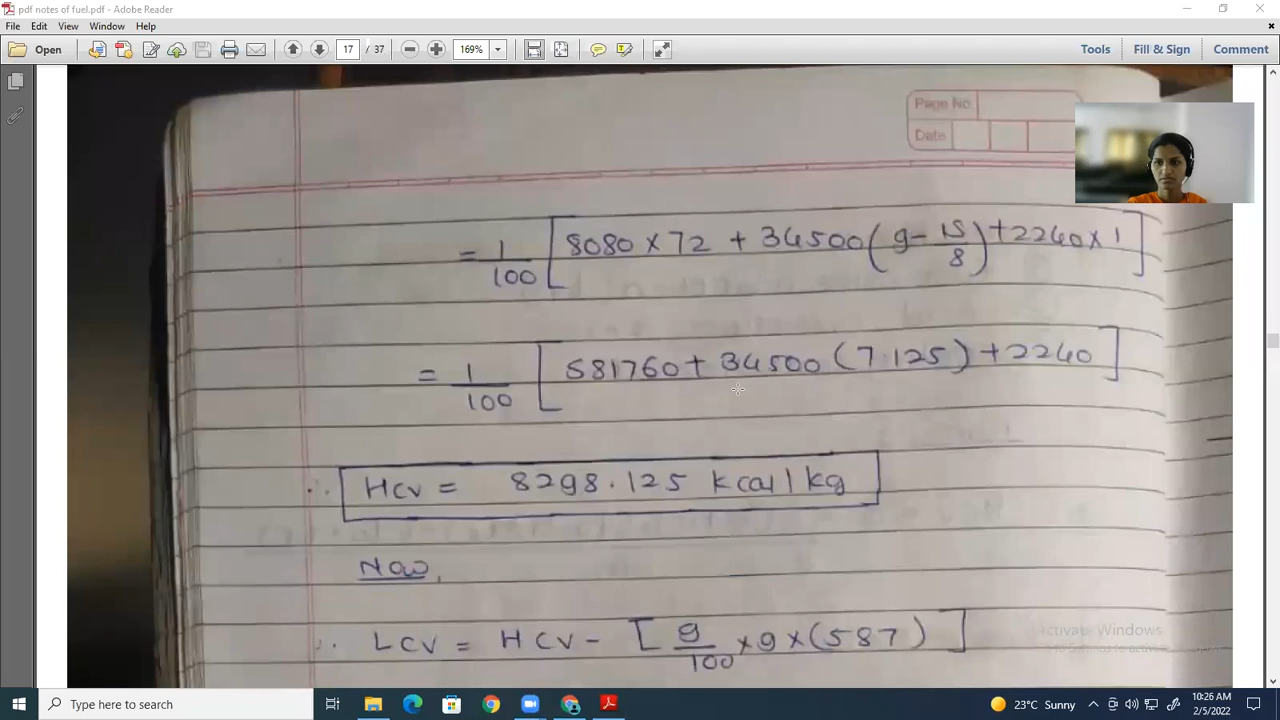 pdf notes of fuel.pdf - Adobe Reader
File Edit View Window Help
Open 17 / 37 169% Tools Fill & Sign Comment
Page No.
Date
= 1/100 [8080 × 72 + 34500 (9 - 15/8) + 2240 × 1]
= 1/100 [581760 + 34500 (7.125) + 2240]
∴ HCV = 8298.125 kcal/kg
Now,
∴ LCV = HCV - [9/100 × 9 × (587)]
Activate Windows
Type here to search
23°C Sunny
10:26 AM
2/5/2022